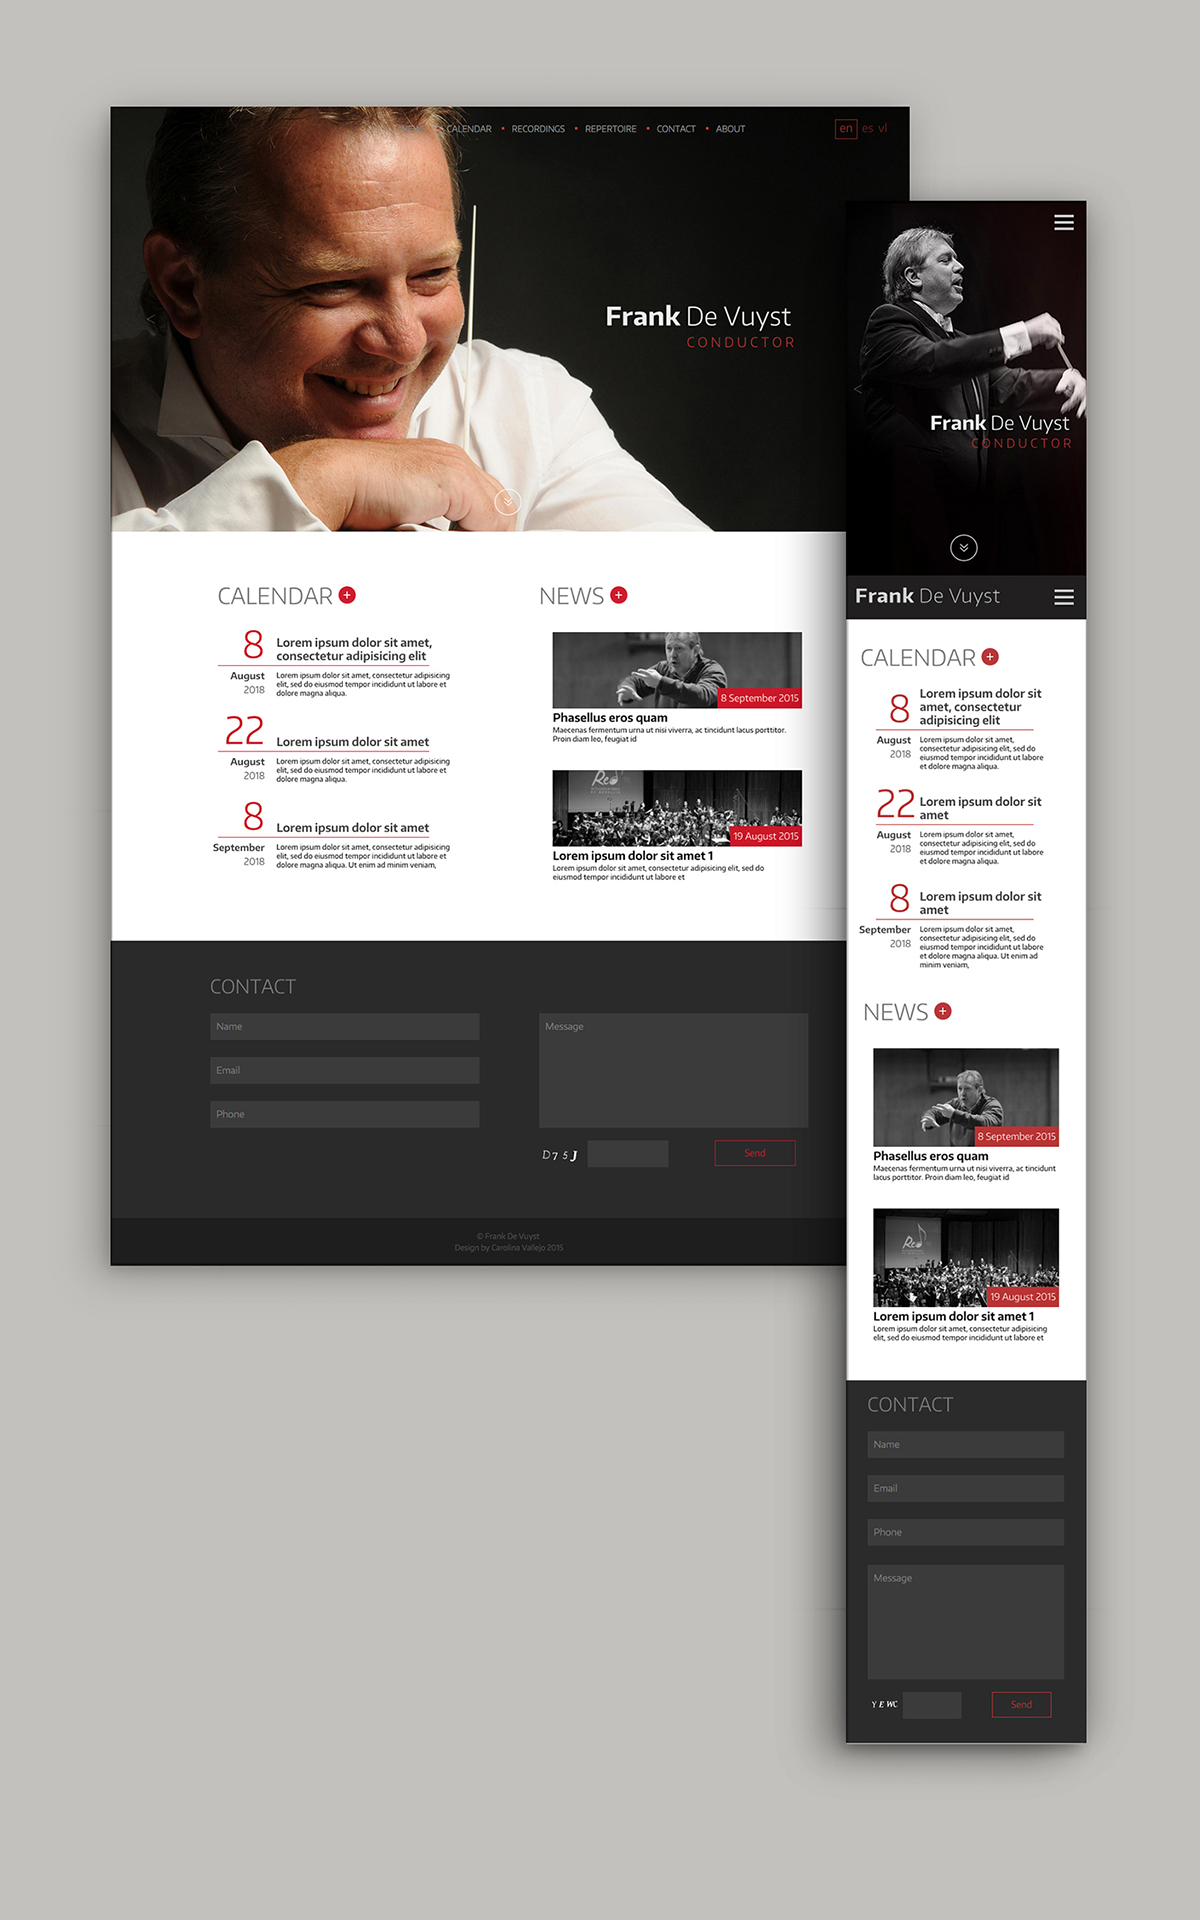 CALENDAR • RECORDINGS • REPERTOIRE • CONTACT • ABOUT
en es vl
Frank De Vuyst
CONDUCTOR
CALENDAR +
8
Lorem ipsum dolor sit amet,
consectetur adipisicing elit
August
2018
Lorem ipsum dolor sit amet, consectetur adipisicing
elit, sed do eiusmod tempor incididunt ut labore et
dolore magna aliqua.
22
Lorem ipsum dolor sit amet
August
2018
Lorem ipsum dolor sit amet, consectetur adipisicing
elit, sed do eiusmod tempor incididunt ut labore et
dolore magna aliqua.
8
Lorem ipsum dolor sit amet
September
2018
Lorem ipsum dolor sit amet, consectetur adipisicing
elit, sed do eiusmod tempor incididunt ut labore et
dolore magna aliqua. Ut enim ad minim veniam,
NEWS +
8 September 2015
Phasellus eros quam
Maecenas fermentum urna ut nisi viverra, ac tincidunt lacus porttitor.
Proin diam leo, feugiat id
Red
19 August 2015
Lorem ipsum dolor sit amet 1
Lorem ipsum dolor sit amet, consectetur adipisicing elit, sed do
eiusmod tempor incididunt ut labore et
CONTACT
Name
Email
Phone
Message
D75J
Send
© Frank De Vuyst
Design by Carolina Vallejo 2015
Frank De Vuyst
CONDUCTOR
Frank De Vuyst
CALENDAR +
8
Lorem ipsum dolor sit
amet, consectetur
adipisicing elit
August
2018
Lorem ipsum dolor sit amet,
consectetur adipisicing elit, sed do
eiusmod tempor incididunt ut labore
et dolore magna aliqua.
22
Lorem ipsum dolor sit
amet
August
2018
Lorem ipsum dolor sit amet,
consectetur adipisicing elit, sed do
eiusmod tempor incididunt ut labore
et dolore magna aliqua.
8
Lorem ipsum dolor sit
amet
September
2018
Lorem ipsum dolor sit amet,
consectetur adipisicing elit, sed do
eiusmod tempor incididunt ut labore
et dolore magna aliqua. Ut enim ad
minim veniam,
NEWS +
8 September 2015
Phasellus eros quam
Maecenas fermentum urna ut nisi viverra, ac tincidunt
lacus porttitor. Proin diam leo, feugiat id
Red
19 August 2015
Lorem ipsum dolor sit amet 1
Lorem ipsum dolor sit amet, consectetur adipisicing
elit, sed do eiusmod tempor incididunt ut labore et
CONTACT
Name
Email
Phone
Message
YEWC
Send